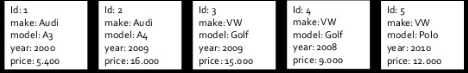 Id: 1
make: Audi
model: A3
year: 2000
price: 5.400
Id: 2
make: Audi
model: A4
year: 2009
price: 16.000
Id: 3
make: VW
model: Golf
year: 2009
price: 15.000
Id: 4
make: VW
model: Golf
year: 2008
price: 9.000
Id: 5
make: VW
model: Polo
year: 2010
price: 12.000